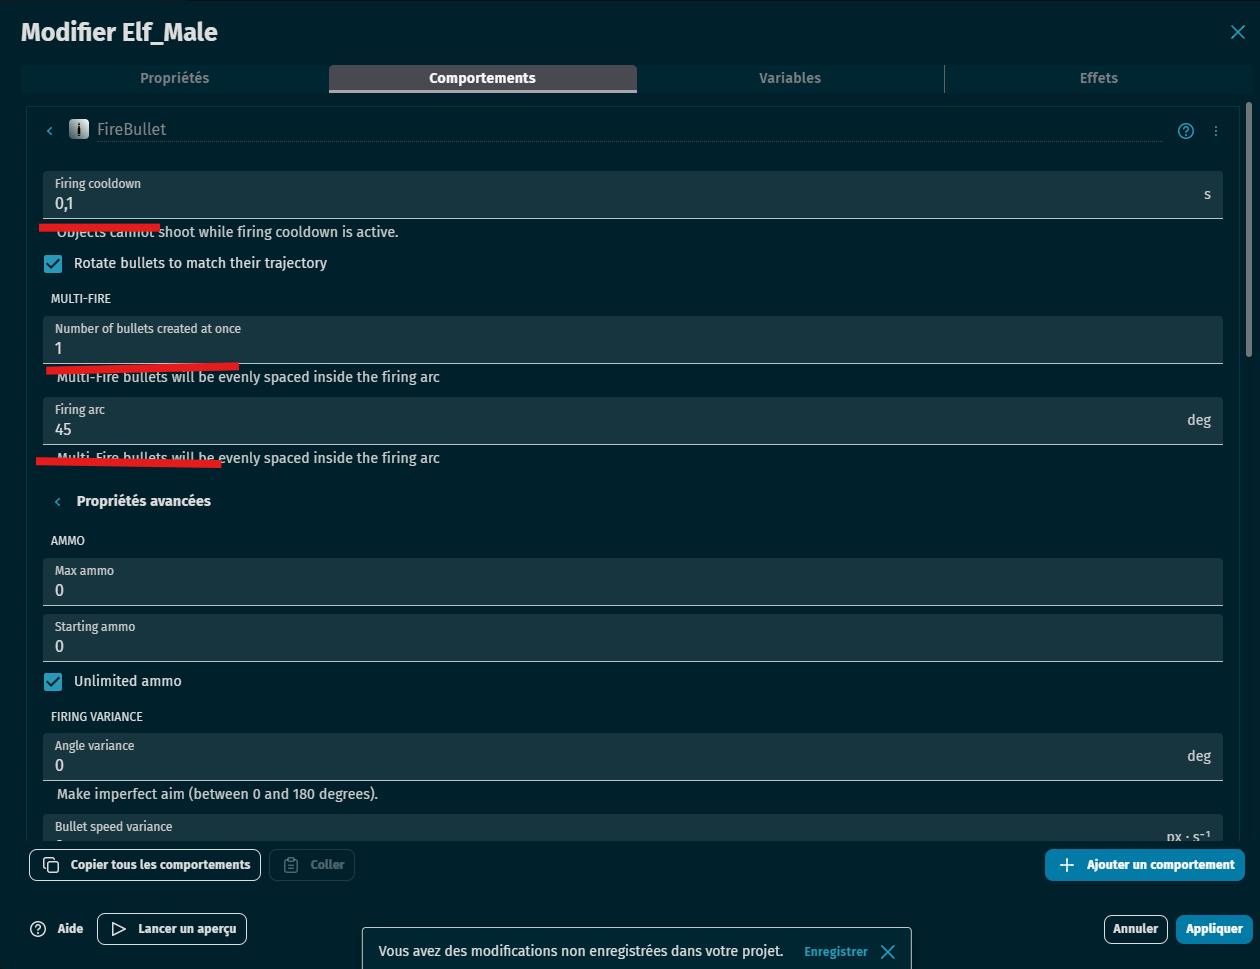 Modifier Elf_Male
Propriétés
Comportements
Variables
Effets
FireBullet
Firing cooldown
0,1
s
Objects cannot shoot while firing cooldown is active.
Rotate bullets to match their trajectory
MULTI-FIRE
Number of bullets created at once
1
Multi-Fire bullets will be evenly spaced inside the firing arc
Firing arc
45
deg
Multi-Fire bullets will be evenly spaced inside the firing arc
Propriétés avancées
AMMO
Max ammo
0
Starting ammo
0
Unlimited ammo
FIRING VARIANCE
Angle variance
0
deg
Make imperfect aim (between 0 and 180 degrees).
Bullet speed variance
px · s⁻¹
Copier tous les comportements
Coller
Ajouter un comportement
Aide
Lancer un aperçu
Annuler
Appliquer
Vous avez des modifications non enregistrées dans votre projet.
Enregistrer